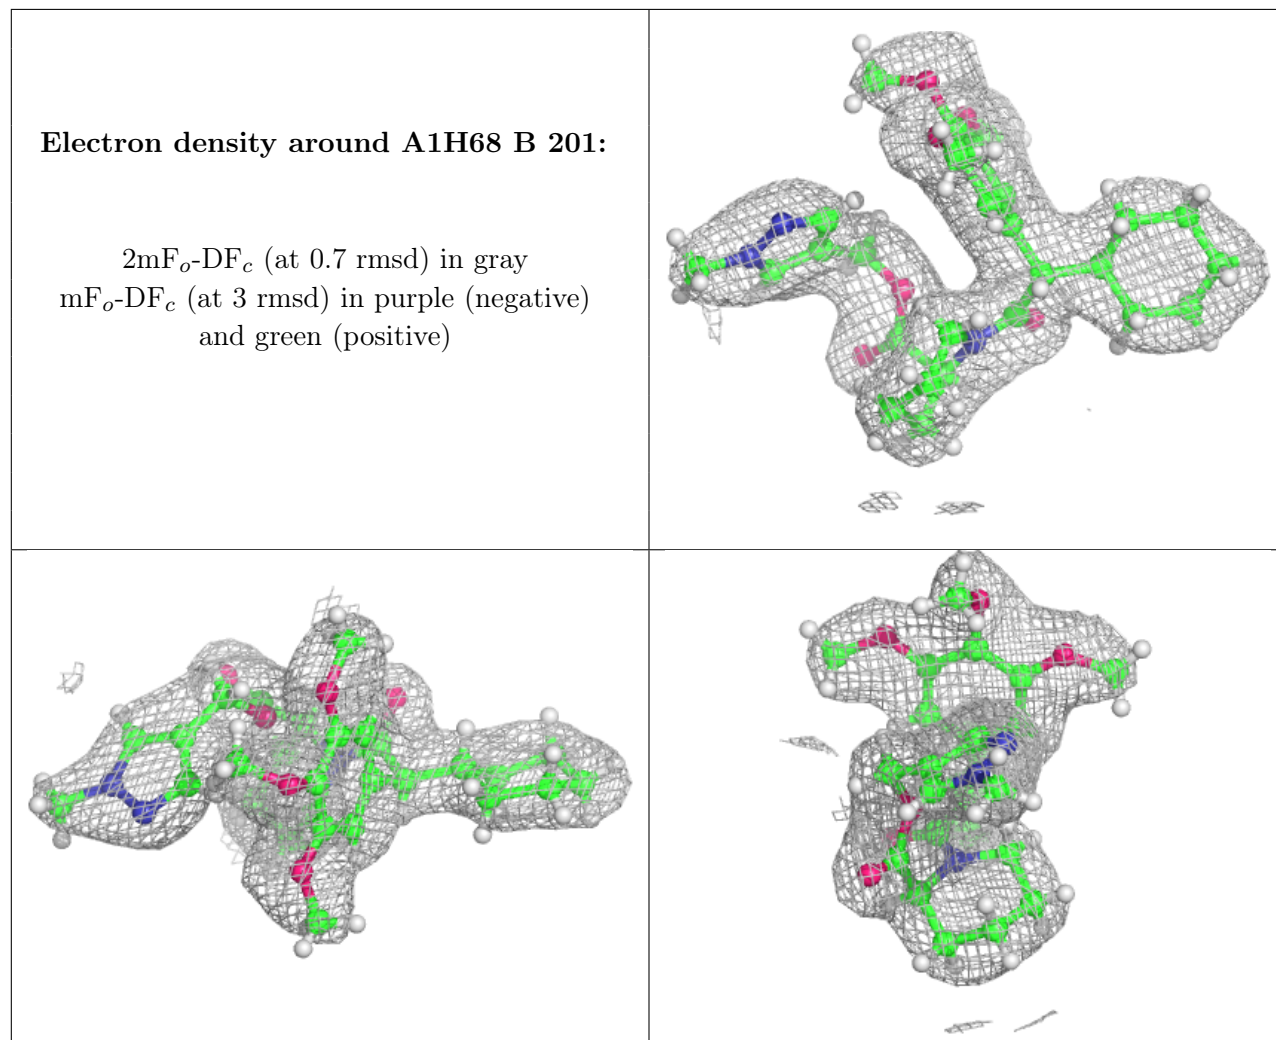 Electron density around A1H68 B 201:
2mFo-DFc (at 0.7 rmsd) in gray
mFo-DFc (at 3 rmsd) in purple (negative)
and green (positive)